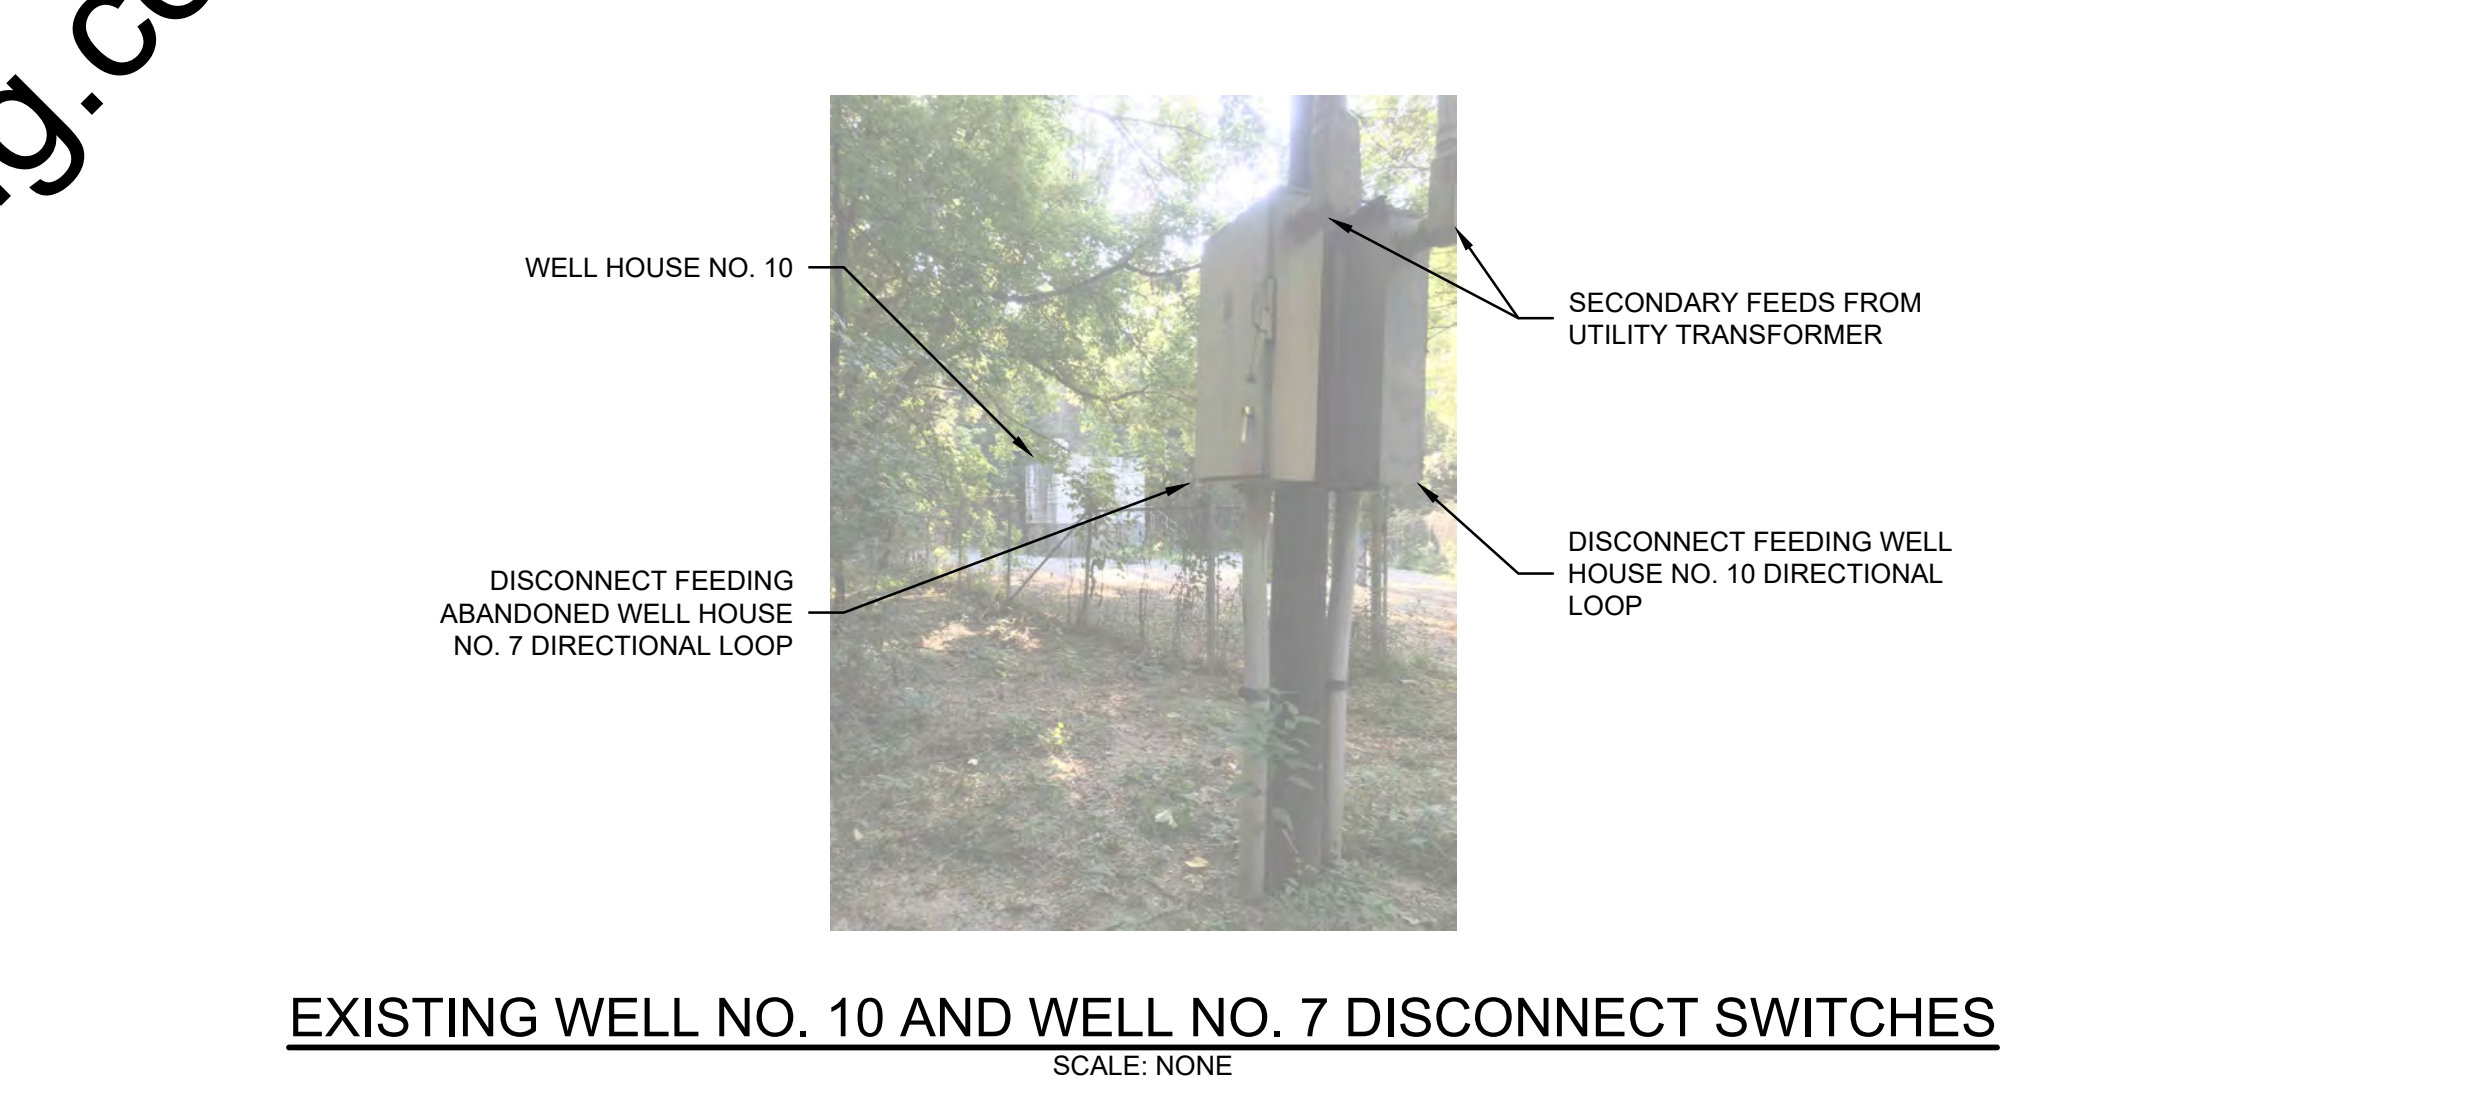 g.co
WELL HOUSE NO. 10
SECONDARY FEEDS FROM
UTILITY TRANSFORMER
DISCONNECT FEEDING
ABANDONED WELL HOUSE
NO. 7 DIRECTIONAL LOOP
DISCONNECT FEEDING WELL
HOUSE NO. 10 DIRECTIONAL
LOOP
EXISTING WELL NO. 10 AND WELL NO. 7 DISCONNECT SWITCHES
SCALE: NONE